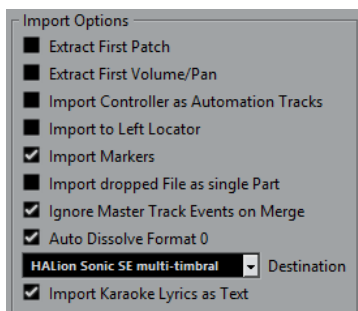 Import Options
Extract First Patch
Extract First Volume/Pan
Import Controller as Automation Tracks
Import to Left Locator
Import Markers
Import dropped File as single Part
Ignore Master Track Events on Merge
Auto Dissolve Format 0
HALion Sonic SE multi-timbral Destination
Import Karaoke Lyrics as Text